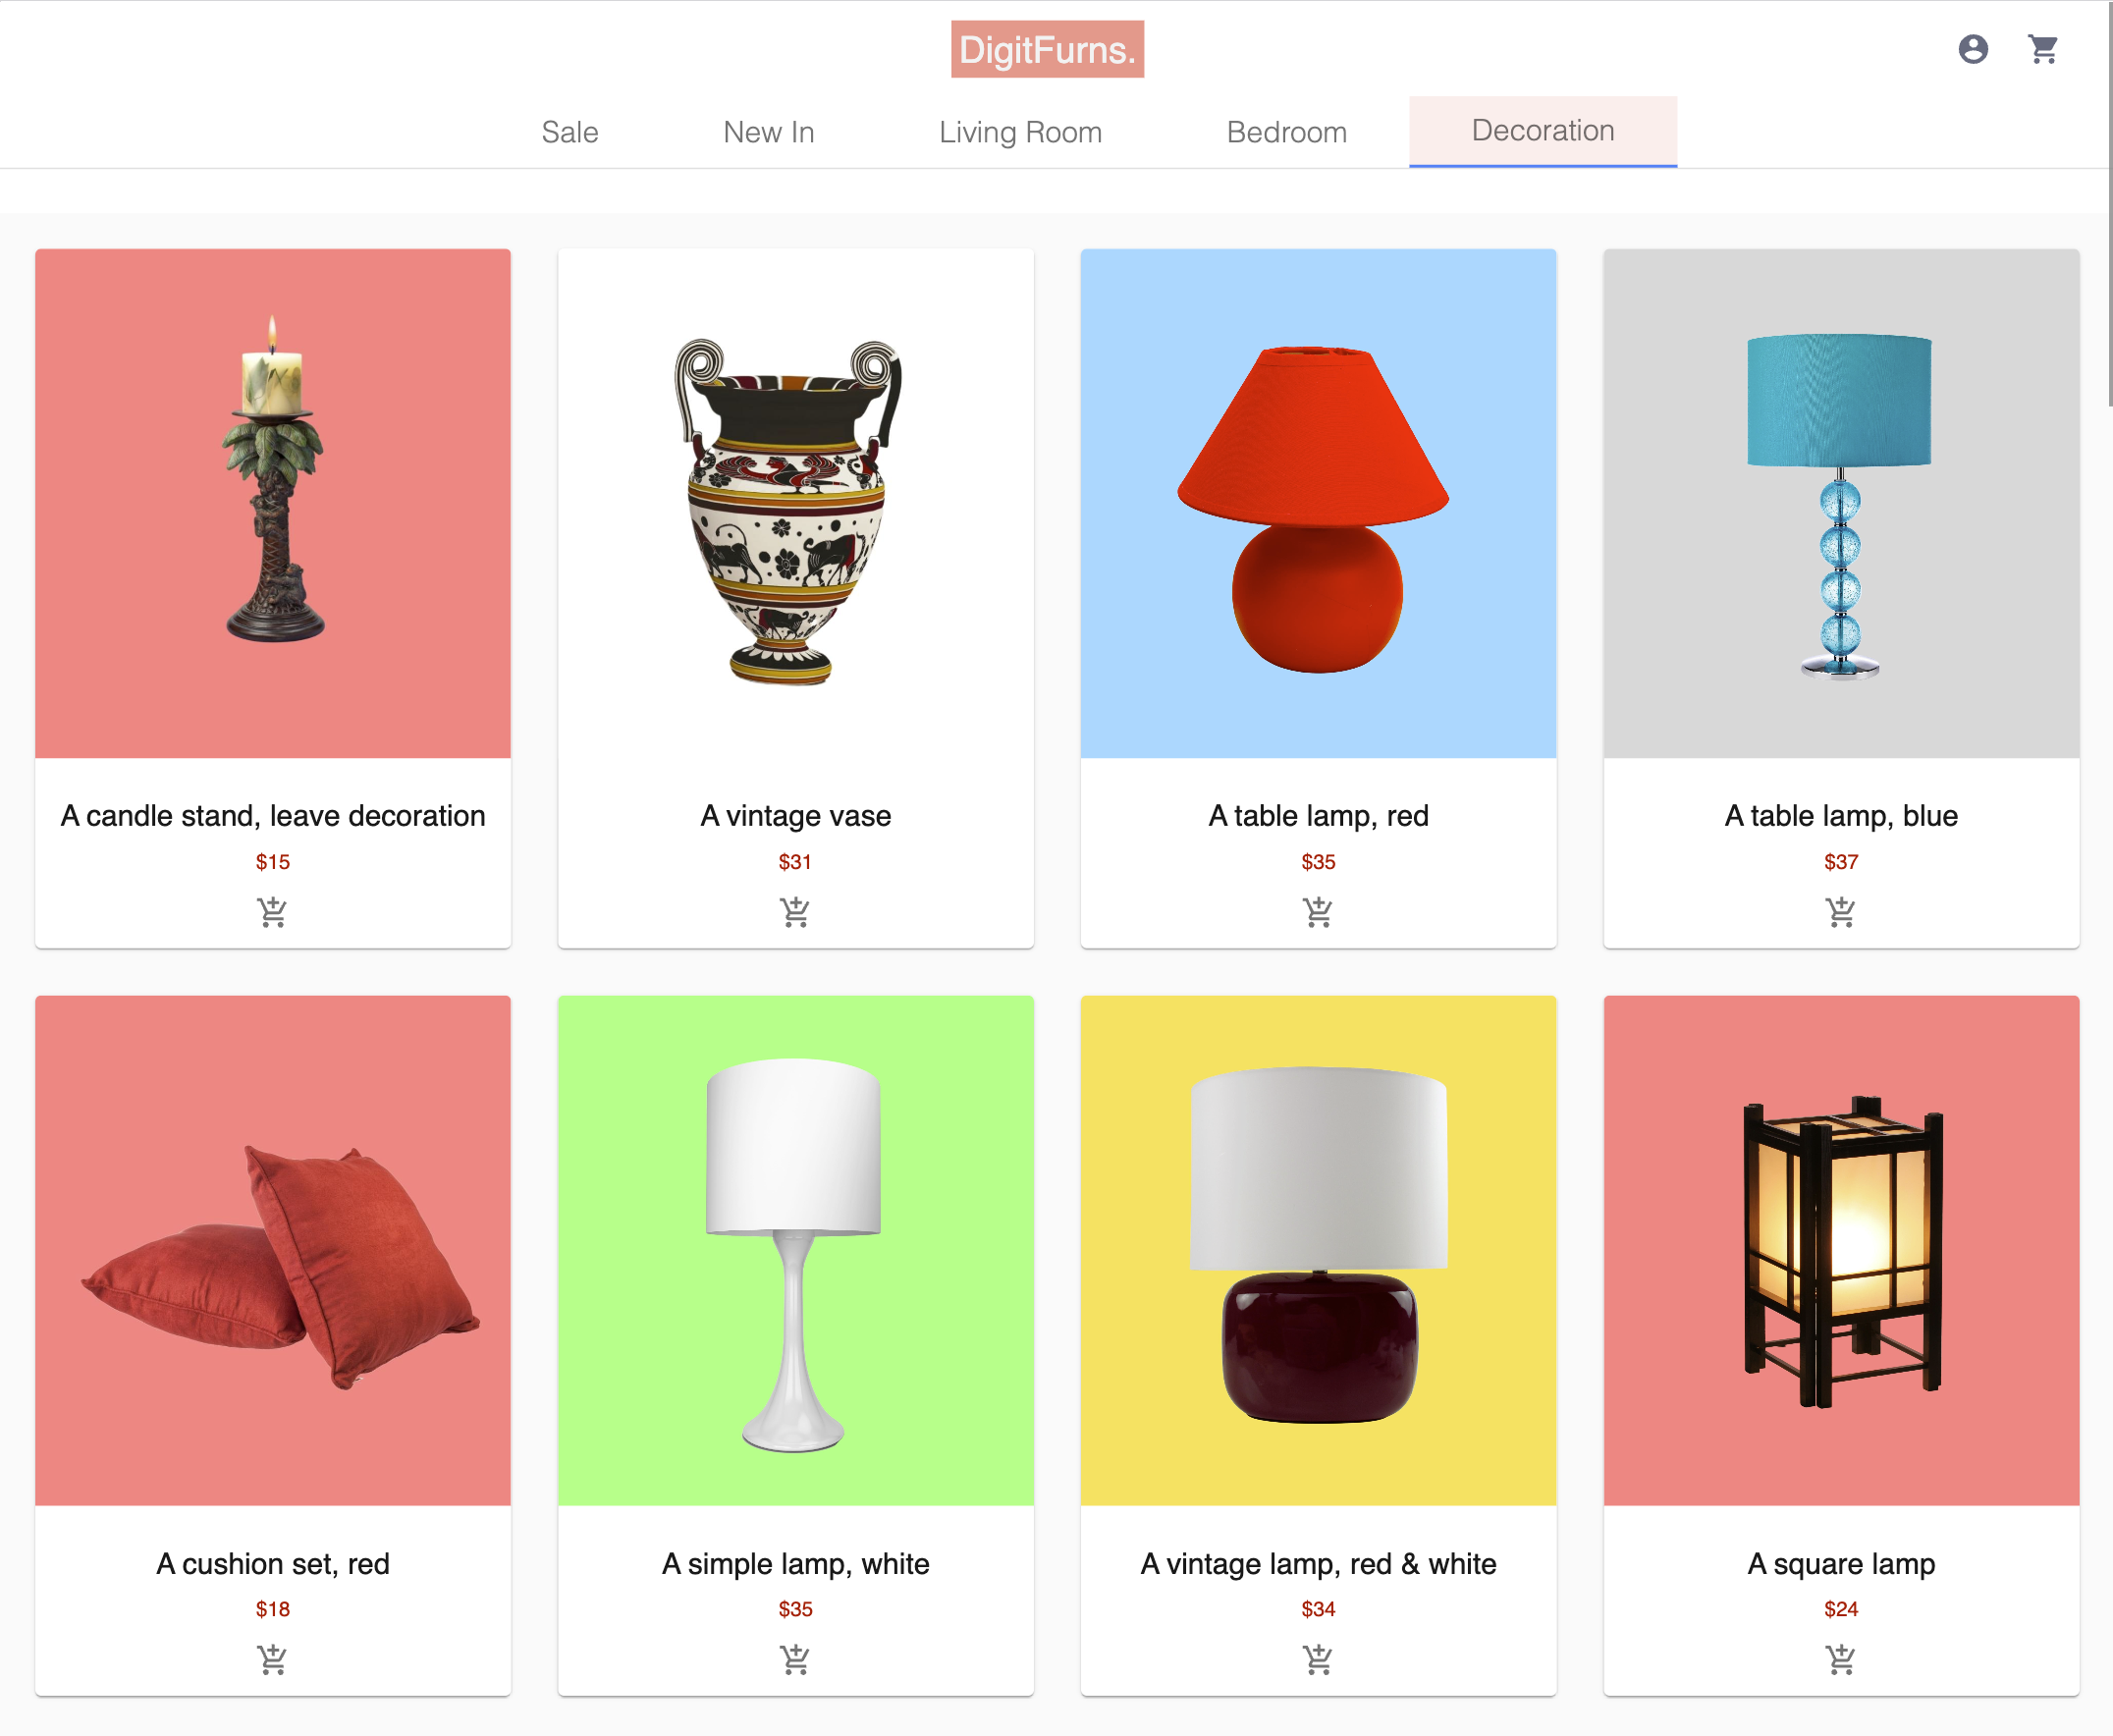 DigitFurns.
Sale
New In
Living Room
Bedroom
Decoration
A candle stand, leave decoration
$15
A vintage vase
$31
A table lamp, red
$35
A table lamp, blue
$37
A cushion set, red
$18
A simple lamp, white
$35
A vintage lamp, red & white
$34
A square lamp
$24